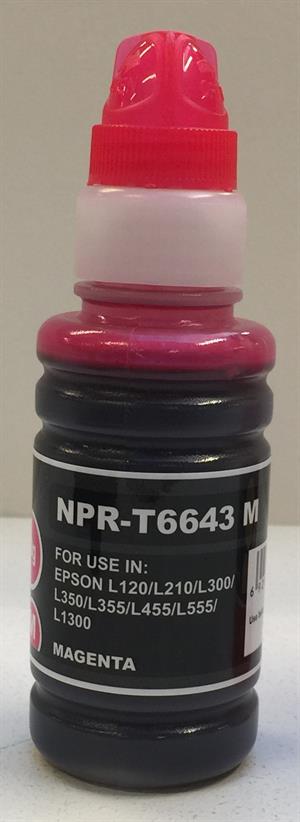 NPR-T6643 M
FOR USE IN:
EPSON L120/L210/L300/
L350/L355/L455/L555/
L1300
MAGENTA